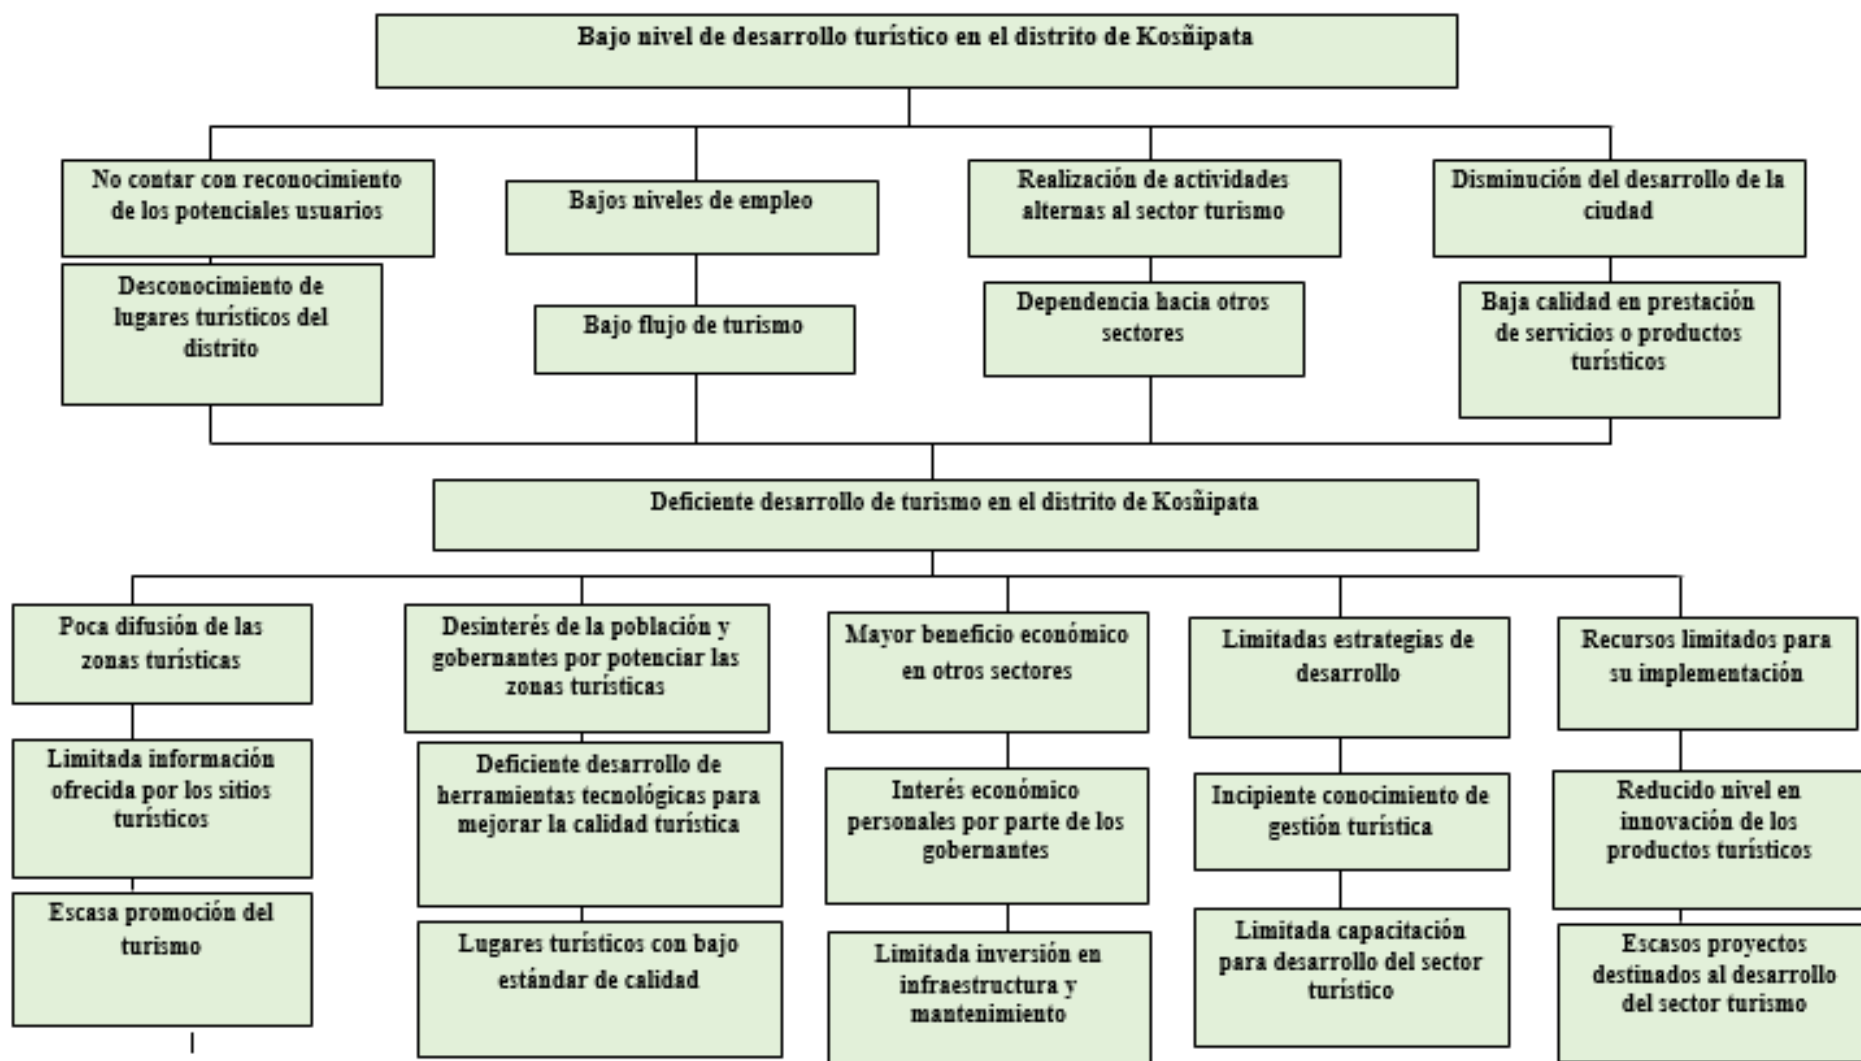 Bajo nivel de desarrollo turístico en el distrito de Kosñipata
No contar con reconocimiento
de los potenciales usuarios
Bajos niveles de empleo
Realización de actividades
alternas al sector turismo
Disminución del desarrollo de la
ciudad
Desconocimiento de
lugares turísticos del
distrito
Bajo flujo de turismo
Dependencia hacia otros
sectores
Baja calidad en prestación
de servicios o productos
turísticos
Deficiente desarrollo de turismo en el distrito de Kosñipata
Poca difusión de las
zonas turísticas
Desinterés de la población y
gobernantes por potenciar las
zonas turísticas
Mayor beneficio económico
en otros sectores
Limitadas estrategias de
desarrollo
Recursos limitados para
su implementación
Limitada información
ofrecida por los sitios
turísticos
Deficiente desarrollo de
herramientas tecnológicas para
mejorar la calidad turística
Interés económico
personales por parte de los
gobernantes
Incipiente conocimiento de
gestión turística
Reducido nivel en
innovación de los
productos turísticos
Escasa promoción del
turismo
Lugares turísticos con bajo
estándar de calidad
Limitada inversión en
infraestructura y
mantenimiento
Limitada capacitación
para desarrollo del sector
turístico
Escasos proyectos
destinados al desarrollo
del sector turismo